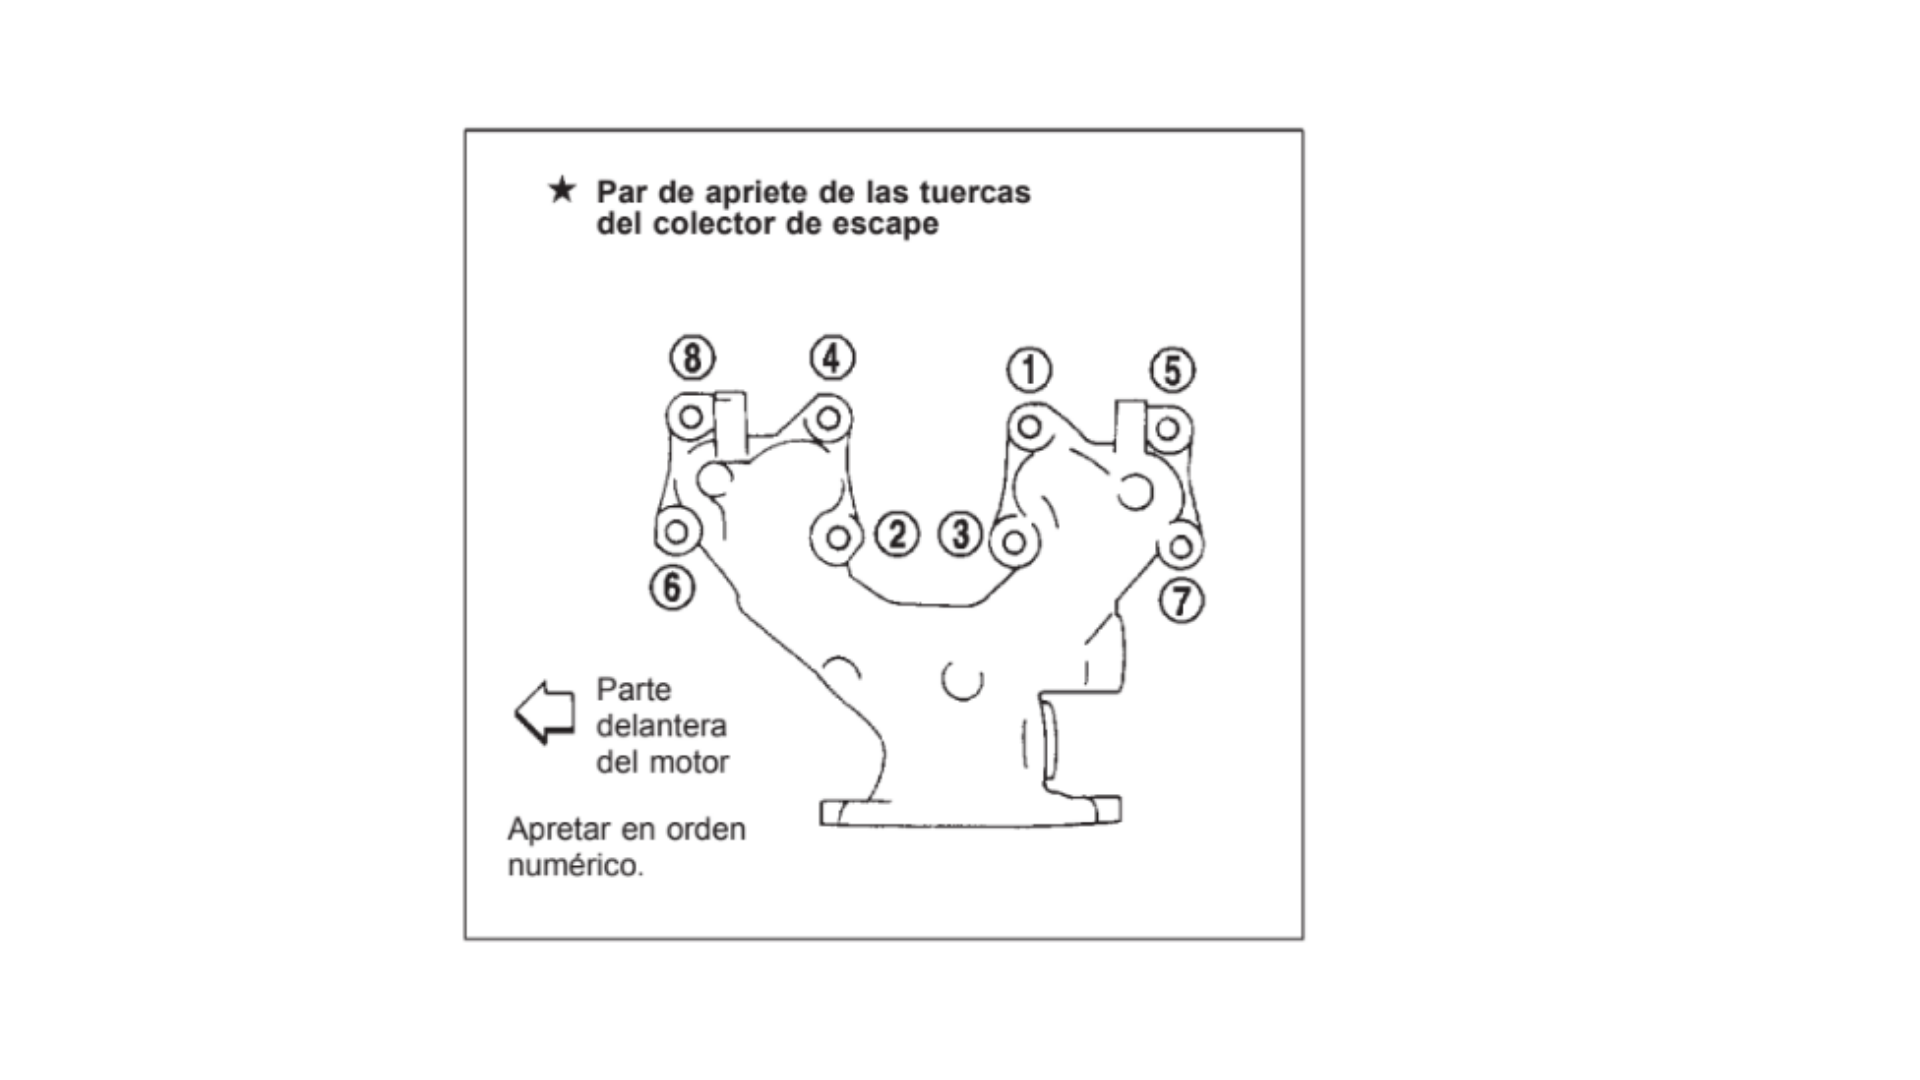 ★ Par de apriete de las tuercas
del colector de escape
⑧ ④ ① ⑤
② ③
⑥ ⑦
Parte
delantera
del motor
Apretar en orden
numérico.